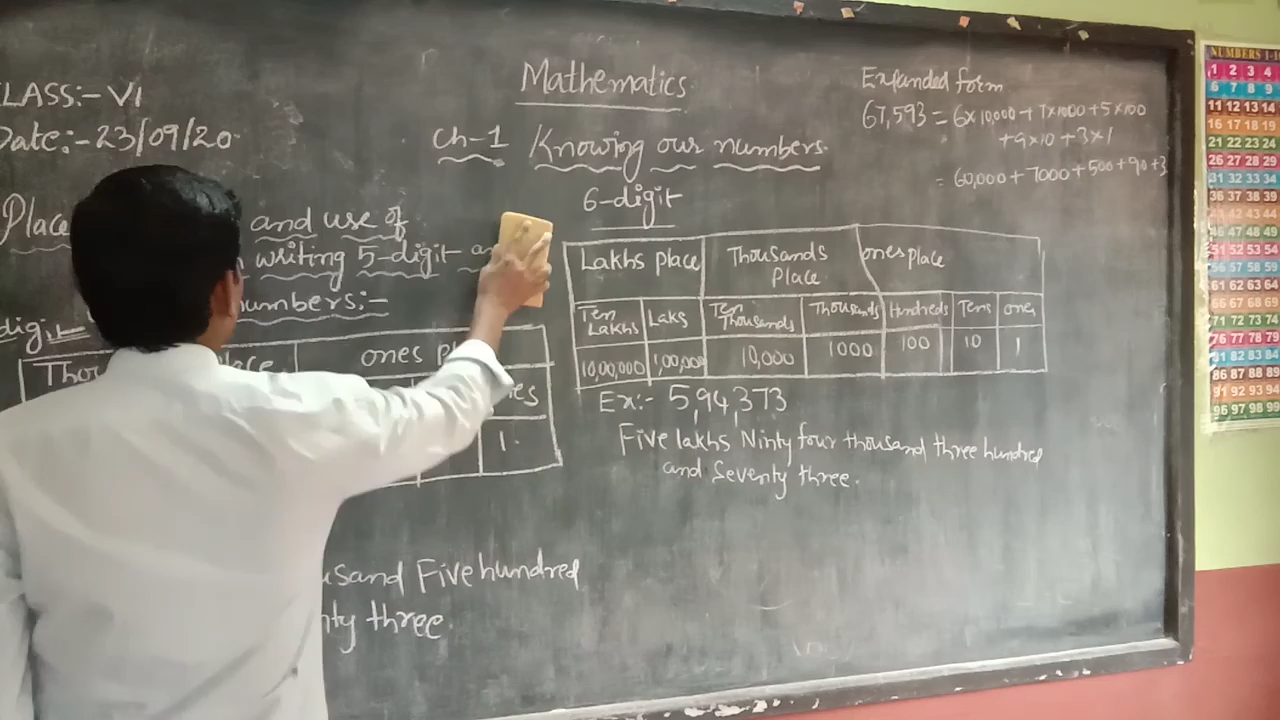 CLASS:- VI
Date:- 23/09/20
Mathematics
Ch-1 Knowing our numbers.
6-digit
Expanded form
67,593 = 6×10,000 + 7×1000 + 5×100
+ 9×10 + 3×1
= 60,000 + 7000 + 500 + 90 + 3
Place and use of
writing 5-digit
numbers:-
digit
ones
1
Lakhs place Thousands Place ones place
Ten Lakhs Laks Ten Thousands Thousands Hundreds Tens ones
10,00,000 1,00,000 10,000 1000 100 10 1
Ex:- 5,94,373
Five lakhs Ninty four thousand three hundred
and Seventy three.
Five hundred
three.
NUMBERS
1 2 3 4
6 7 8 9
11 12 13 14
16 17 18 19
21 22 23 24
26 27 28 29
31 32 33 34
36 37 38 39
41 42 43 44
46 47 48 49
51 52 53 54
56 57 58 59
61 62 63 64
66 67 68 69
71 72 73 74
76 77 78 79
81 82 83 84
86 87 88 89
91 92 93 94
96 97 98 99